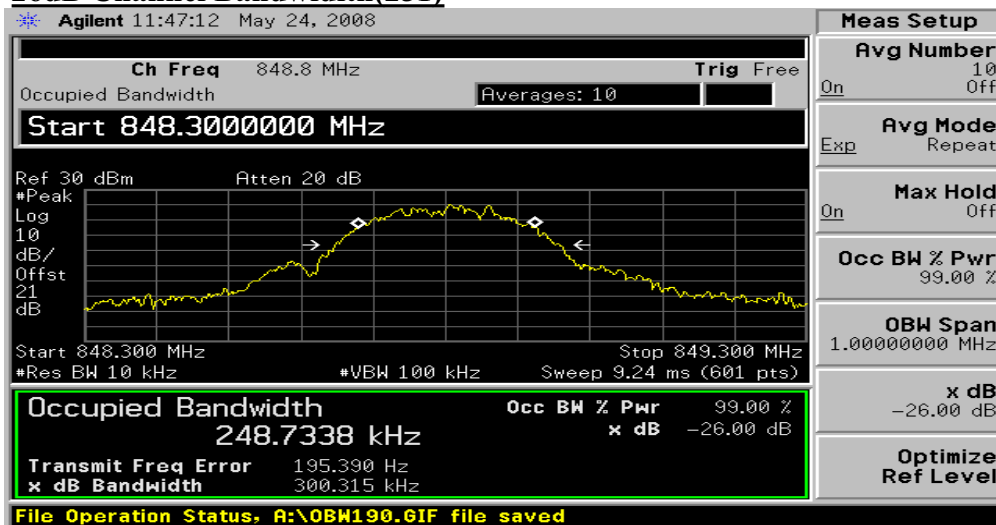 Agilent 11:47:12 May 24, 2008
Meas Setup
Ch Freq 848.8 MHz Trig Free
Occupied Bandwidth Averages: 10
Start 848.3000000 MHz
Ref 30 dBm Atten 20 dB
#Peak
Log
10
dB/
Offst
21
dB
Start 848.300 MHz Stop 849.300 MHz
#Res BW 10 kHz #VBW 100 kHz Sweep 9.24 ms (601 pts)
Occupied Bandwidth Occ BW % Pwr 99.00 %
248.7338 kHz x dB -26.00 dB
Transmit Freq Error 195.390 Hz
x dB Bandwidth 300.315 kHz
File Operation Status, A:\OBW190.GIF file saved
Avg Number
10
On Off
Avg Mode
Exp Repeat
Max Hold
On Off
Occ BW % Pwr
99.00 %
OBW Span
1.00000000 MHz
x dB
-26.00 dB
Optimize
Ref Level